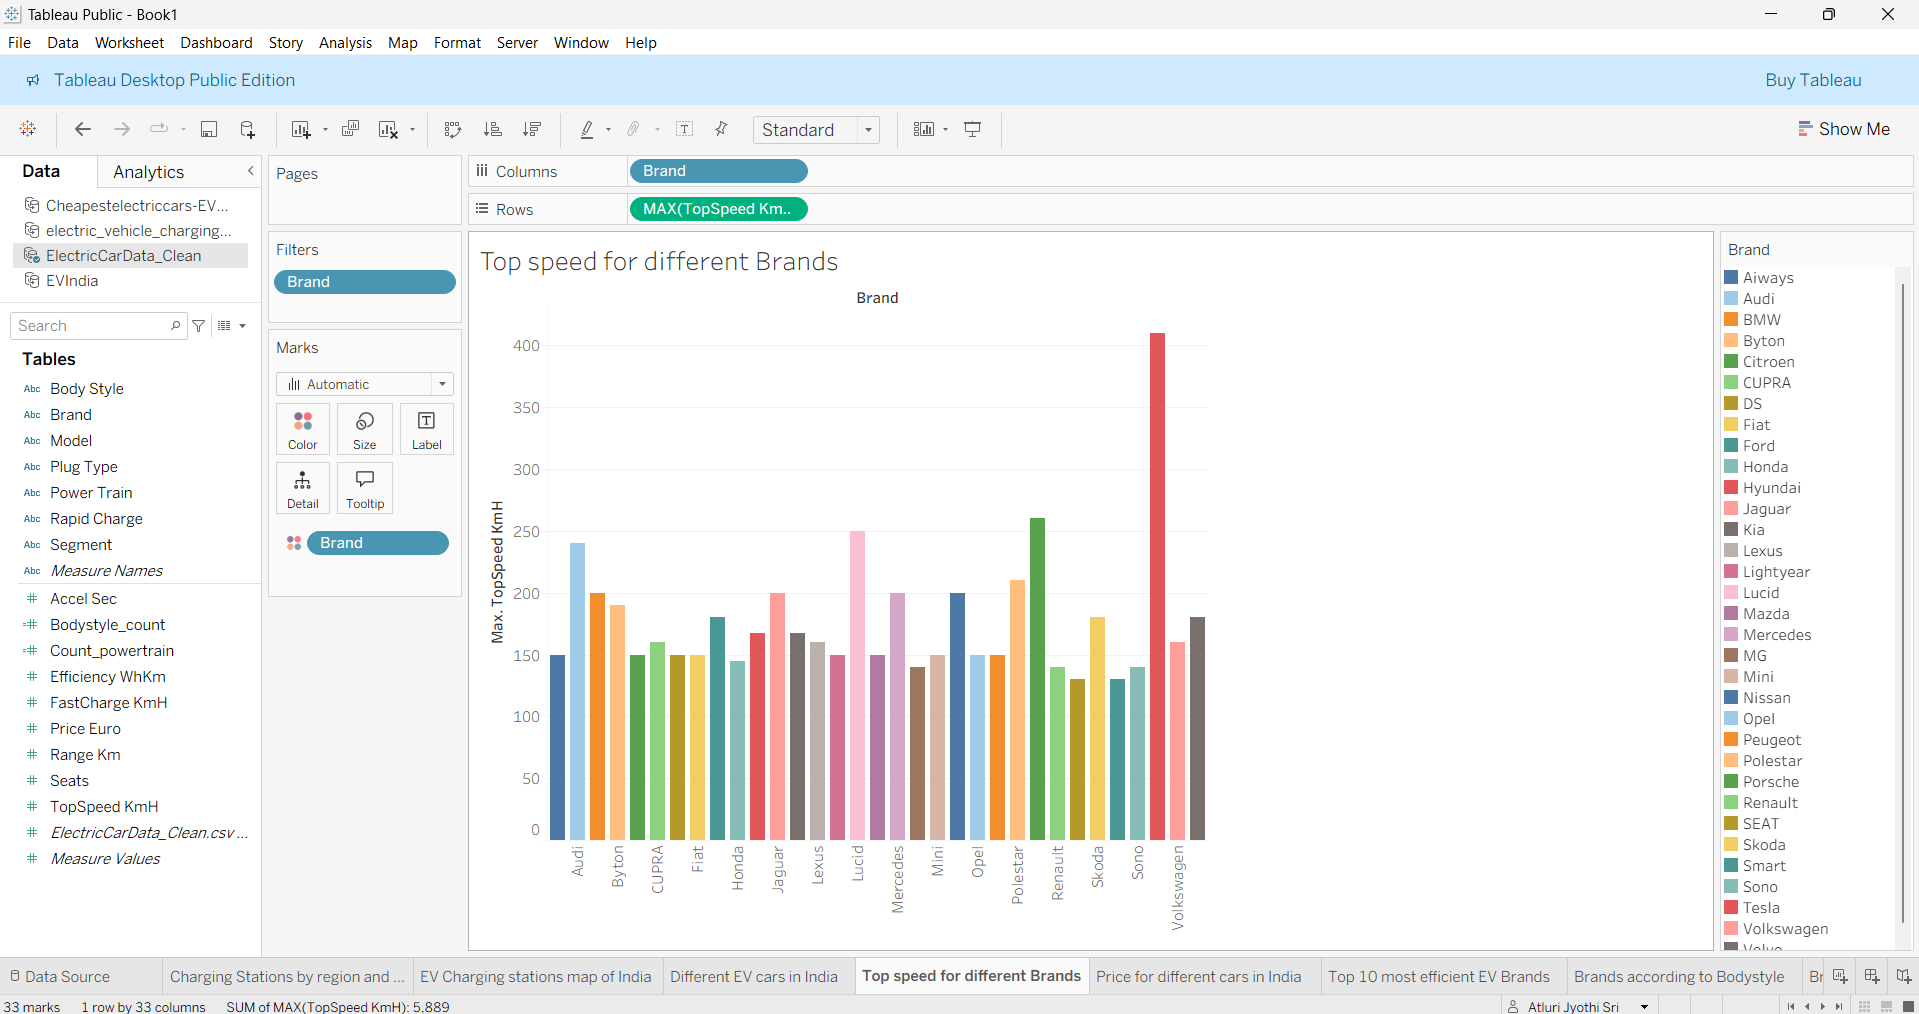 Tableau Public - Book1
File Data Worksheet Dashboard Story Analysis Map Format Server Window Help
Tableau Desktop Public Edition
Buy Tableau
Standard
Show Me
Data
Analytics
Cheapestelectriccars-EV...
electric_vehicle_charging...
ElectricCarData_Clean
EVIndia
Search
Tables
Abc Body Style
Abc Brand
Abc Model
Abc Plug Type
Abc Power Train
Abc Rapid Charge
Abc Segment
Abc Measure Names
# Accel Sec
=# Bodystyle_count
=# Count_powertrain
# Efficiency WhKm
# FastCharge KmH
# Price Euro
# Range Km
# Seats
# TopSpeed KmH
# ElectricCarData_Clean.csv ...
# Measure Values
Pages
Filters
Brand
Marks
Automatic
Color
Size
Label
Detail
Tooltip
Brand
Columns
Brand
Rows
MAX(TopSpeed Km..
Top speed for different Brands
Brand
Max. TopSpeed KmH
400
350
300
250
200
150
100
50
0
Audi
Byton
CUPRA
Fiat
Honda
Jaguar
Lexus
Lucid
Mercedes
Mini
Opel
Polestar
Renault
Skoda
Sono
Volkswagen
Brand
Aiways
Audi
BMW
Byton
Citroen
CUPRA
DS
Fiat
Ford
Honda
Hyundai
Jaguar
Kia
Lexus
Lightyear
Lucid
Mazda
Mercedes
MG
Mini
Nissan
Opel
Peugeot
Polestar
Porsche
Renault
SEAT
Skoda
Smart
Sono
Tesla
Volkswagen
Volvo
Data Source
Charging Stations by region and ...
EV Charging stations map of India
Different EV cars in India
Top speed for different Brands
Price for different cars in India
Top 10 most efficient EV Brands
Brands according to Bodystyle
Br
33 marks
1 row by 33 columns
SUM of MAX(TopSpeed KmH): 5,889
Atluri Jyothi Sri